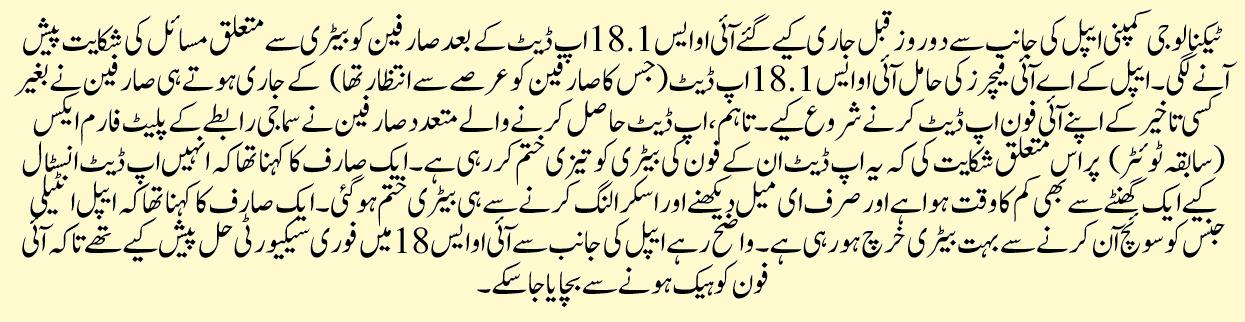 ٹیکنالوجی کمپنی ایپل کی جانب سے دو روز قبل جاری کیے گئے آئی او ایس 18.1 اپ ڈیٹ کے بعد صارفین کو بیٹری سے متعلق مسائل کی شکایت پیش
آنے لگی۔ ایپل کے اے آئی فیچرز کی حامل آئی او ایس 18.1 اپ ڈیٹ (جس کا صارفین کو عرصے سے انتظار تھا) کے جاری ہوتے ہی صارفین نے بغیر
کسی تاخیر کے اپنے آئی فون اپ ڈیٹ کرنے شروع کیے۔ تاہم، اپ ڈیٹ حاصل کرنے والے متعدد صارفین نے سماجی رابطے کے پلیٹ فارم ایکس
(سابقہ ٹوئٹر) پر اس متعلق شکایت کی کہ یہ اپ ڈیٹ ان کے فون کی بیٹری کو تیزی ختم کر رہی ہے۔ ایک صارف کا کہنا تھا کہ انہیں اپ ڈیٹ انسٹال
کیے ایک گھنٹے سے بھی کم کا وقت ہوا ہے اور صرف ای میل دیکھنے اور اسکرالنگ کرنے سے ہی بیٹری ختم ہوگئی۔ ایک صارف کا کہنا تھا کہ ایپل انٹیلی
جنس کو سوئچ آن کرنے سے بہت بیٹری خرچ ہو رہی ہے۔ واضح رہے ایپل کی جانب سے آئی او ایس 18 میں فوری سیکیورٹی حل پیش کیے تھے تاکہ آئی
فون کو ہیک ہونے سے بچایا جا سکے۔